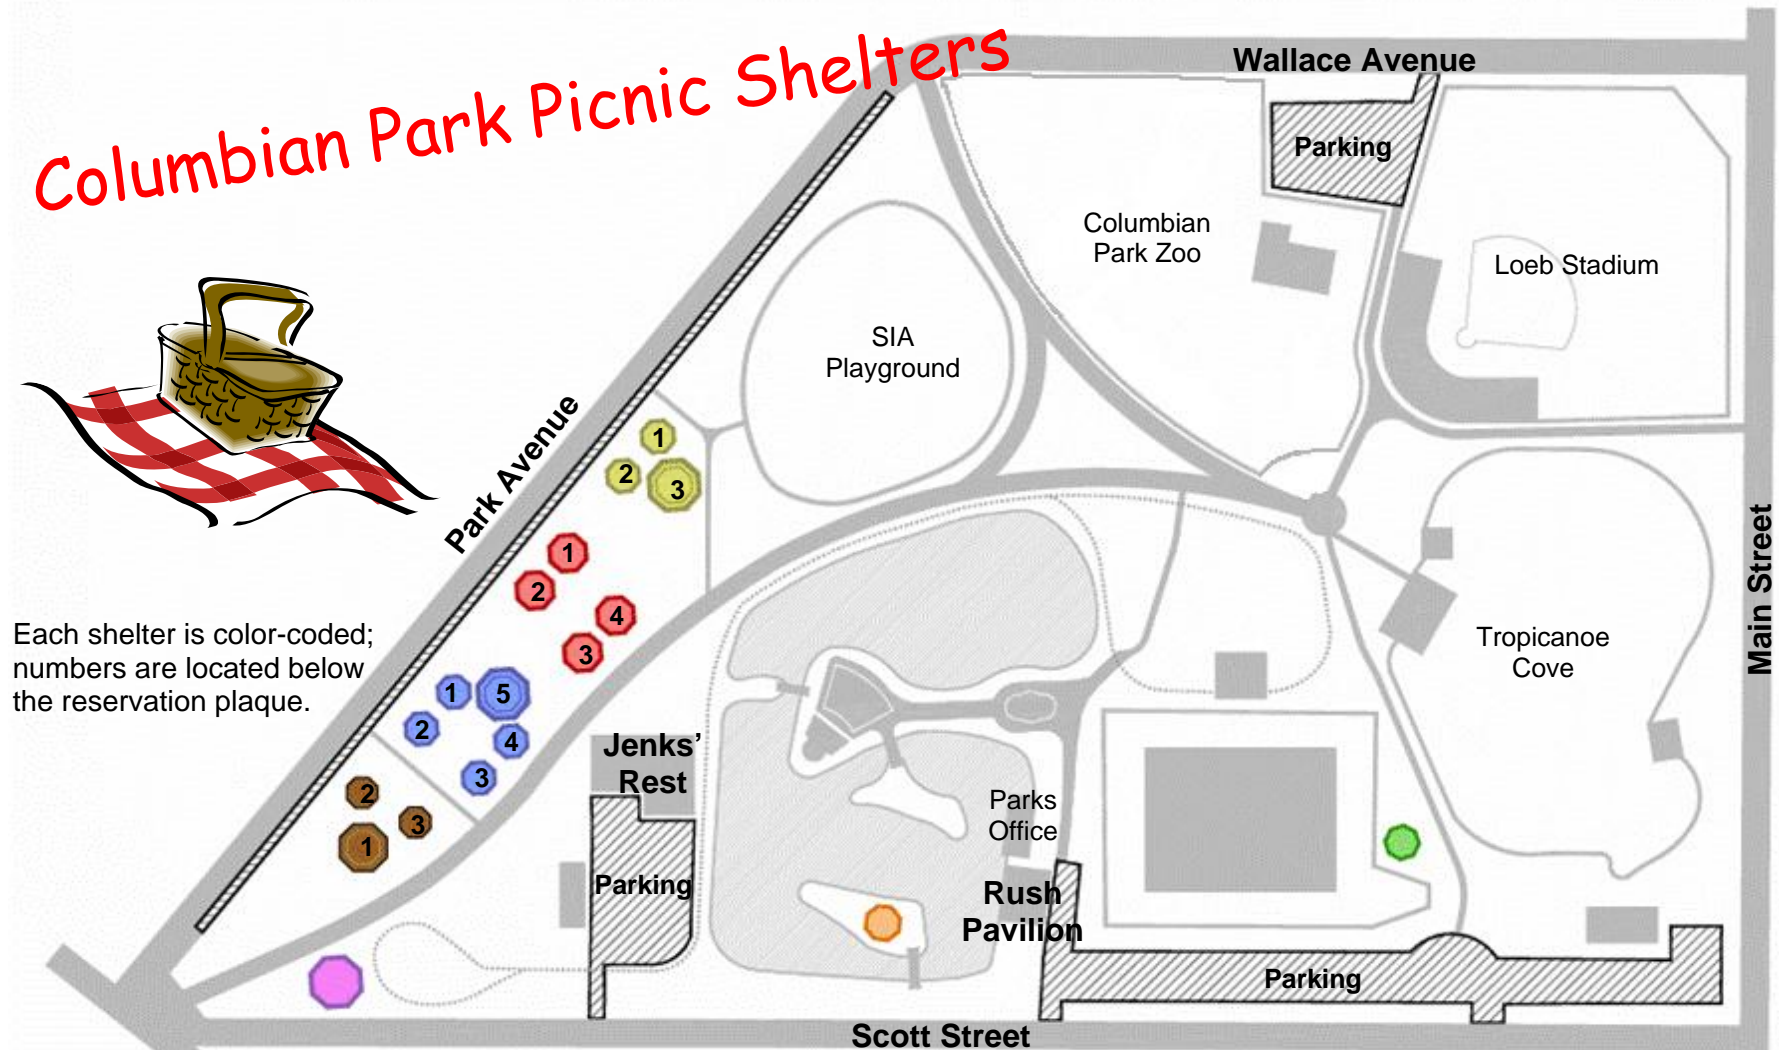 Columbian Park Picnic Shelters
Wallace Avenue
Parking
Columbian
Park Zoo
Loeb Stadium
SIA
Playground
Park Avenue
1
2
3
1
2
4
3
Each shelter is color-coded;
numbers are located below
the reservation plaque.
1
5
2
4
3
2
3
1
Jenks’
Rest
Parking
Parks
Office
Rush
Pavilion
Tropicanoe
Cove
Main Street
Parking
Scott Street